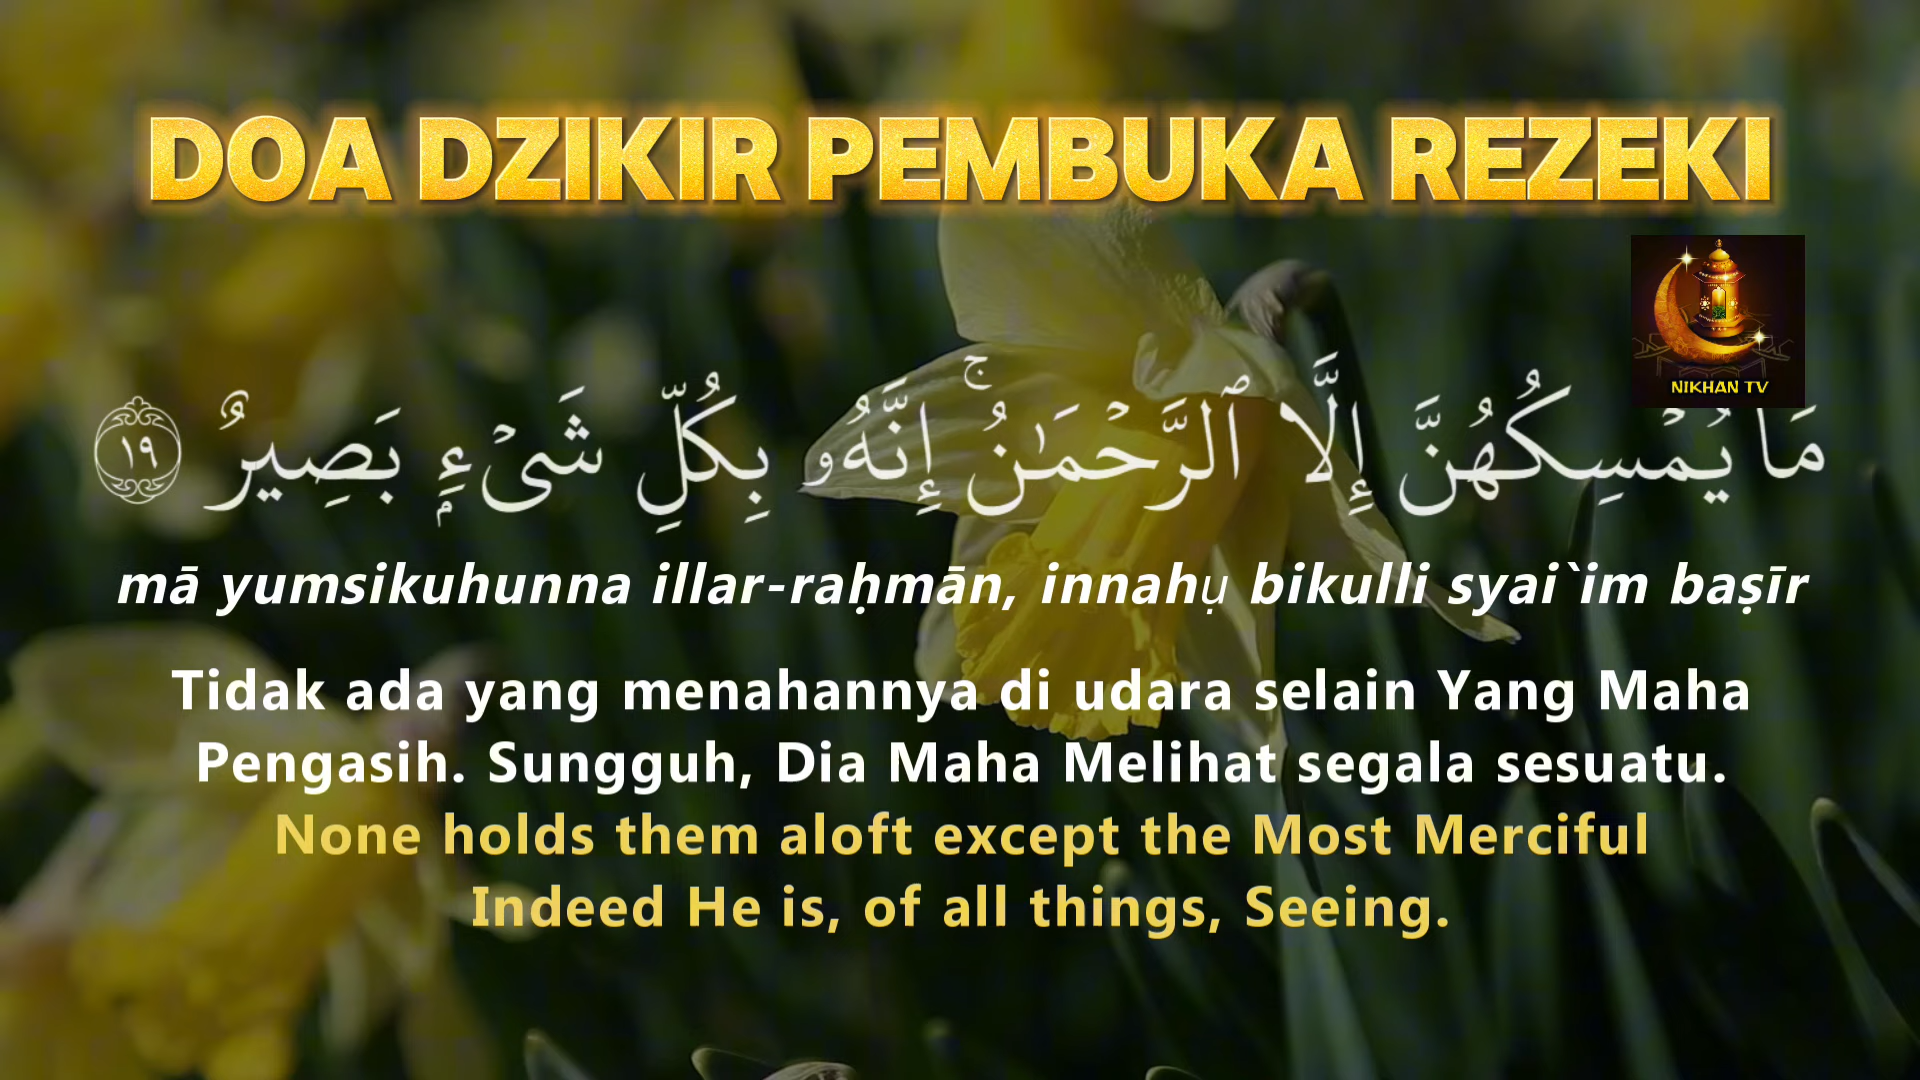 DOA DZIKIR PEMBUKA REZEKI
NIKHAN TV
مَا يُمْسِكُهُنَّ إِلَّا ٱلرَّحْمَـٰنُ ۚ إِنَّهُۥ بِكُلِّ شَىْءٍۭ بَصِيرٌ ١٩
mā yumsikuhunna illar-raḥmān, innahụ bikulli syai`im baṣīr
Tidak ada yang menahannya di udara selain Yang Maha
Pengasih. Sungguh, Dia Maha Melihat segala sesuatu.
None holds them aloft except the Most Merciful
Indeed He is, of all things, Seeing.